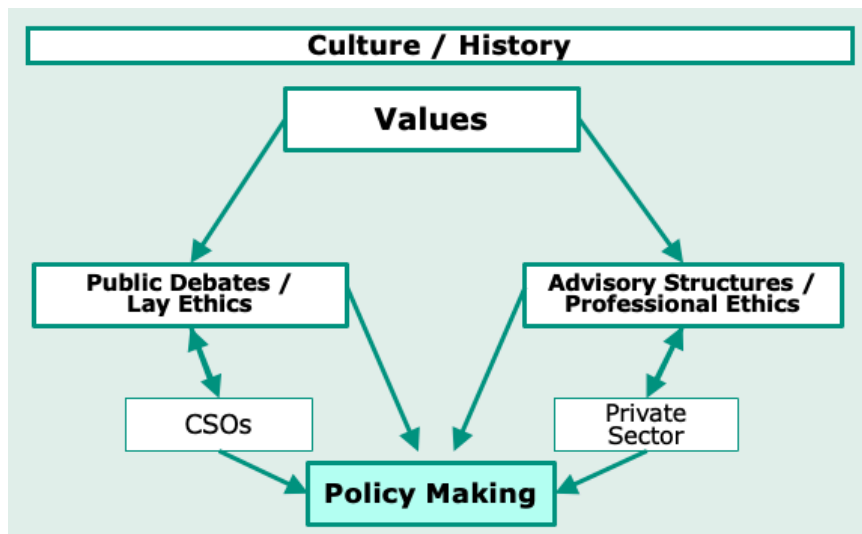 Culture / History
Values
Public Debates /
Lay Ethics
Advisory Structures /
Professional Ethics
CSOs
Private
Sector
Policy Making